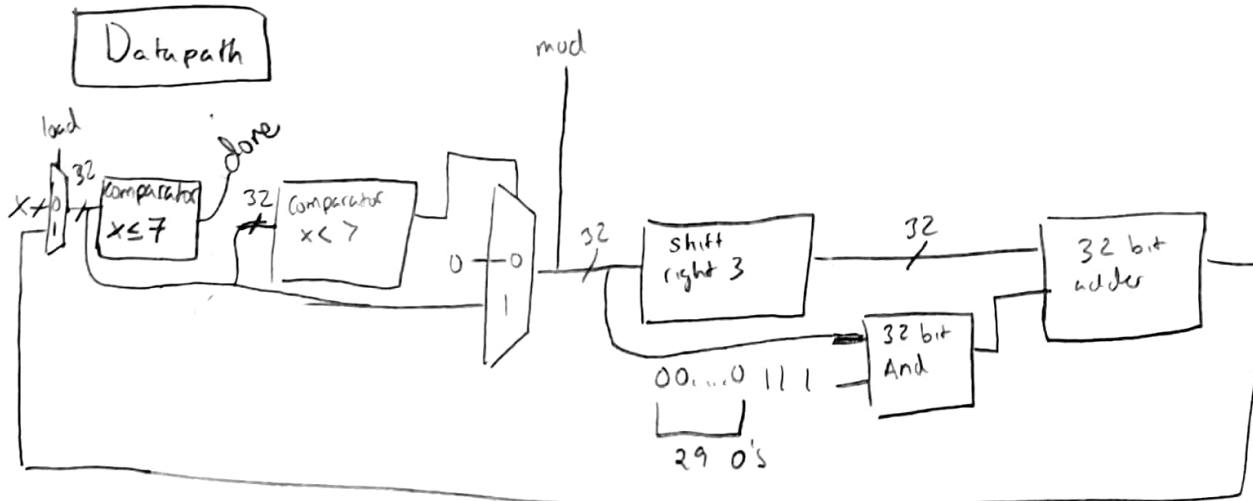 Datapath
mod
load
done
32
X
0
1
comparator
x ≤ 7
32
comparator
x < 7
0
0
1
32
shift
right 3
32
32 bit
adder
32 bit
And
00....0 111
29 0's